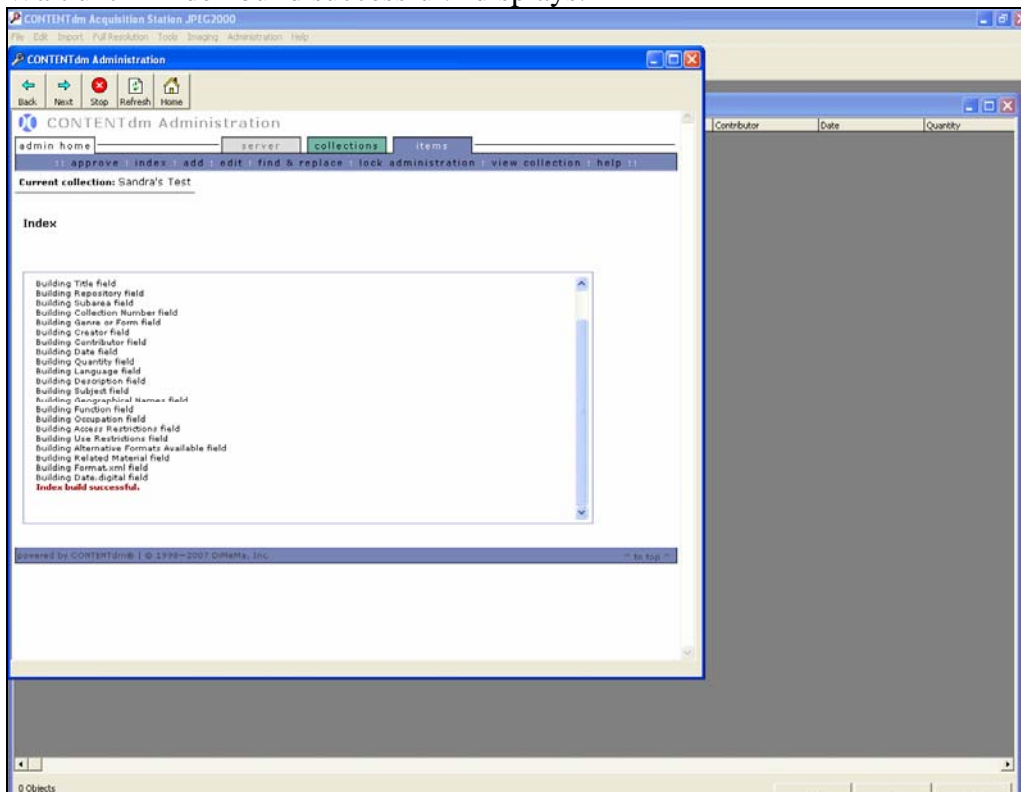 CONTENTdm Acquisition Station JPEG2000
File Edit Import Full Resolution Tools Imaging Administration Help
CONTENTdm Administration
Back Next Stop Refresh Home
CONTENTdm Administration
Contributor Date Quantity
admin home server collections items
:: approve : index : add : edit : find & replace : lock administration : view collection : help ::
Current collection: Sandra's Test
Index
Building Title field
Building Repository field
Building Subarea field
Building Collection Number field
Building Genre or Form field
Building Creator field
Building Contributor field
Building Date field
Building Quantity field
Building Language field
Building Description field
Building Subject field
Building Geographical Names field
Building Function field
Building Occupation field
Building Access Restrictions field
Building Use Restrictions field
Building Alternative Formats Available field
Building Related Material field
Building Format.xml field
Building Date.digital field
Index build successful.
powered by CONTENTdm® | © 1998-2007 DiMeMa, Inc. ^ to top ^
0 Objects